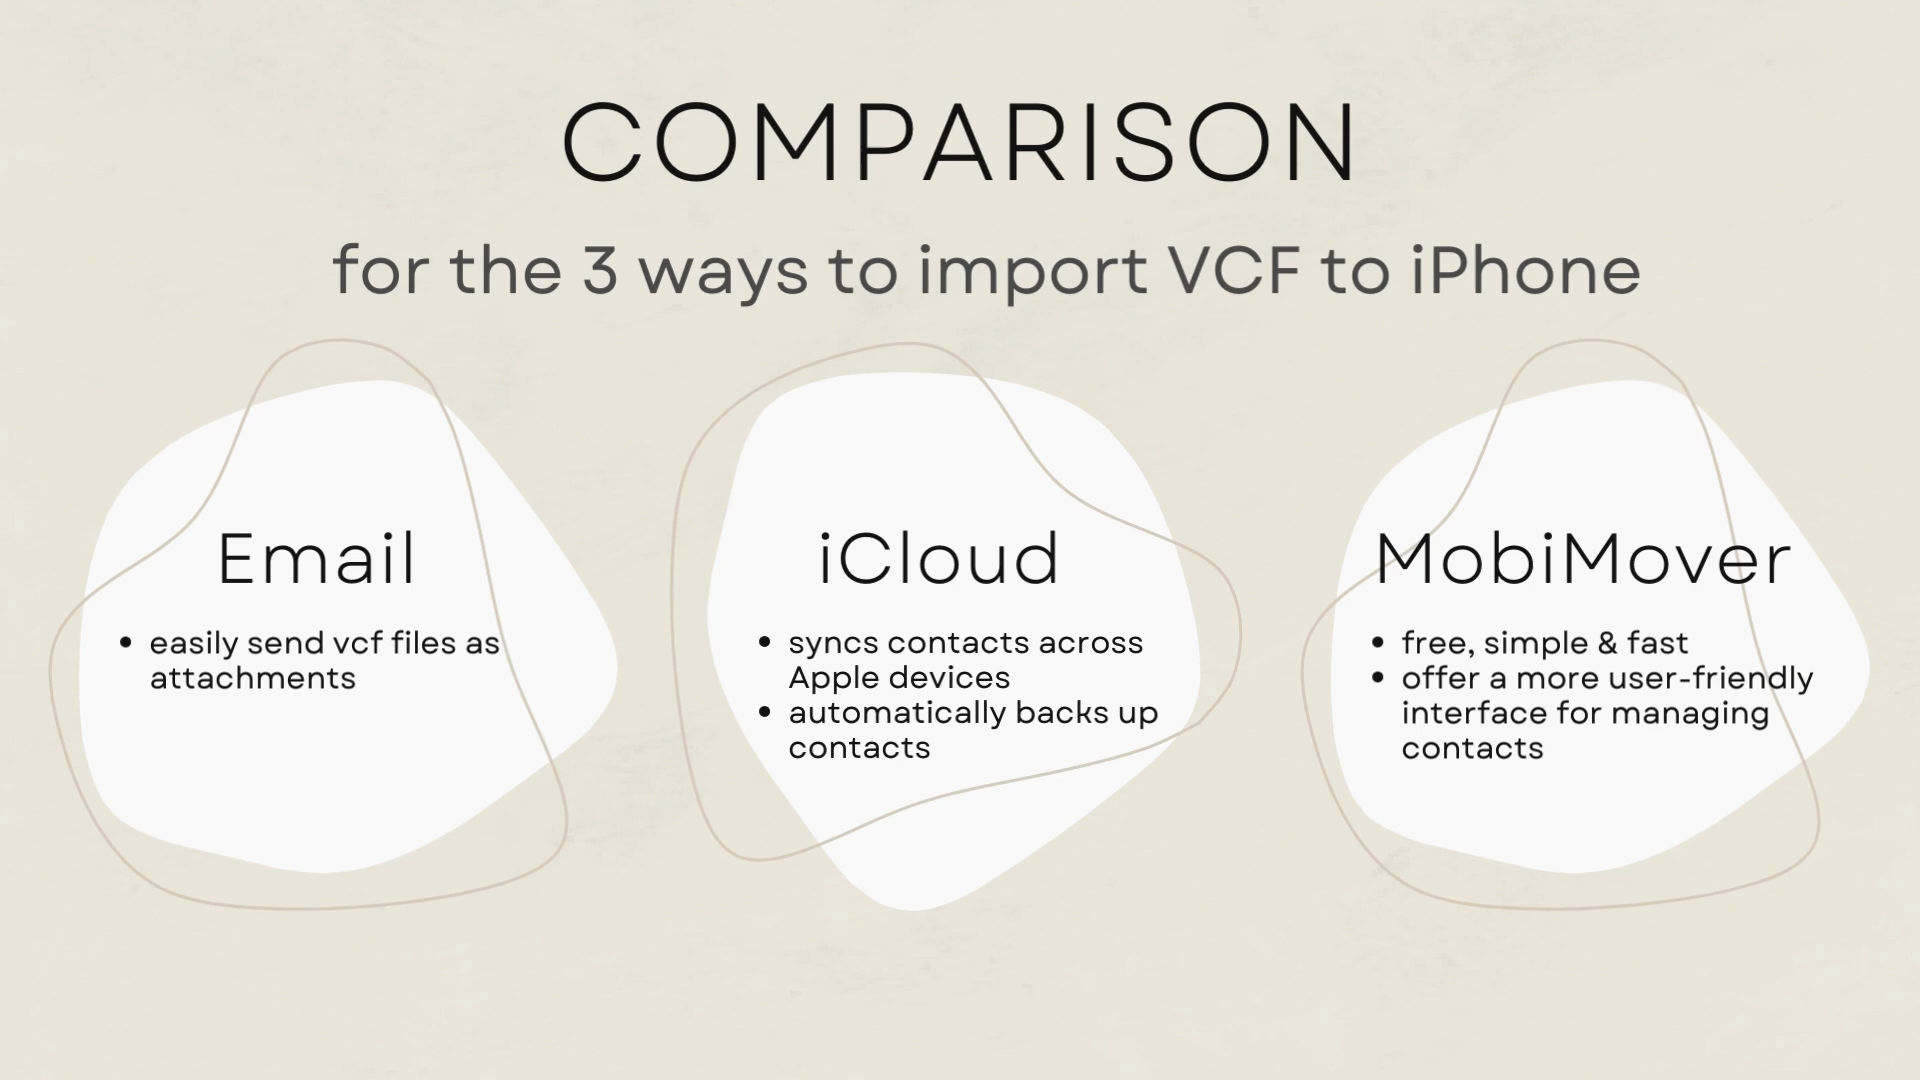 COMPARISON
for the 3 ways to import VCF to iPhone
Email
• easily send vcf files as
attachments
iCloud
• syncs contacts across
Apple devices
• automatically backs up
contacts
MobiMover
• free, simple & fast
• offer a more user-friendly
interface for managing
contacts